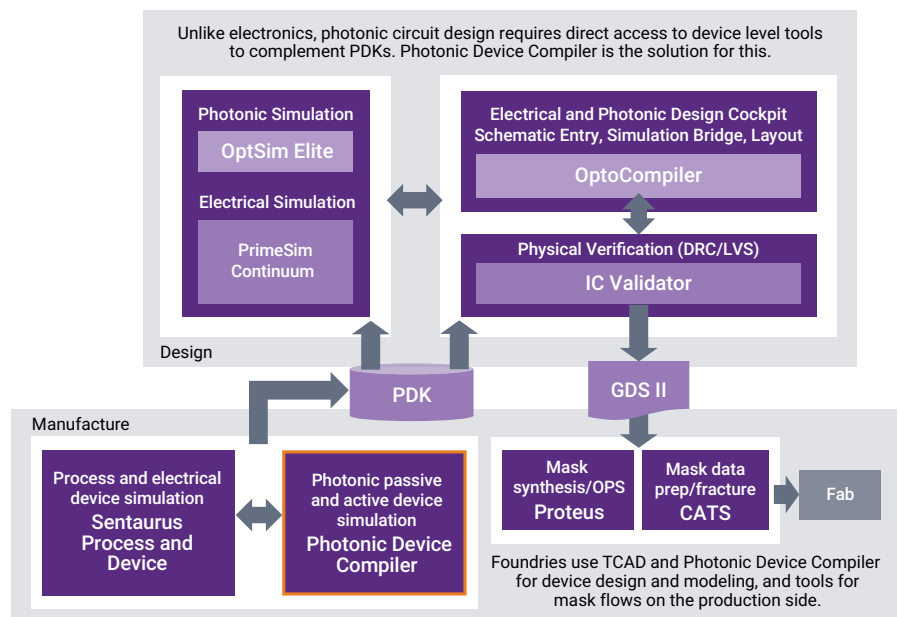 Unlike electronics, photonic circuit design requires direct access to device level tools
to complement PDKs. Photonic Device Compiler is the solution for this.
Photonic Simulation
OptSim Elite
Electrical Simulation
PrimeSim
Continuum
Electrical and Photonic Design Cockpit
Schematic Entry, Simulation Bridge, Layout
OptoCompiler
Physical Verification (DRC/LVS)
IC Validator
Design
PDK
GDS II
Manufacture
Process and electrical
device simulation
Sentaurus
Process and
Device
Photonic passive
and active device
simulation
Photonic Device
Compiler
Mask
synthesis/OPS
Proteus
Mask data
prep/fracture
CATS
Fab
Foundries use TCAD and Photonic Device Compiler
for device design and modeling, and tools for
mask flows on the production side.